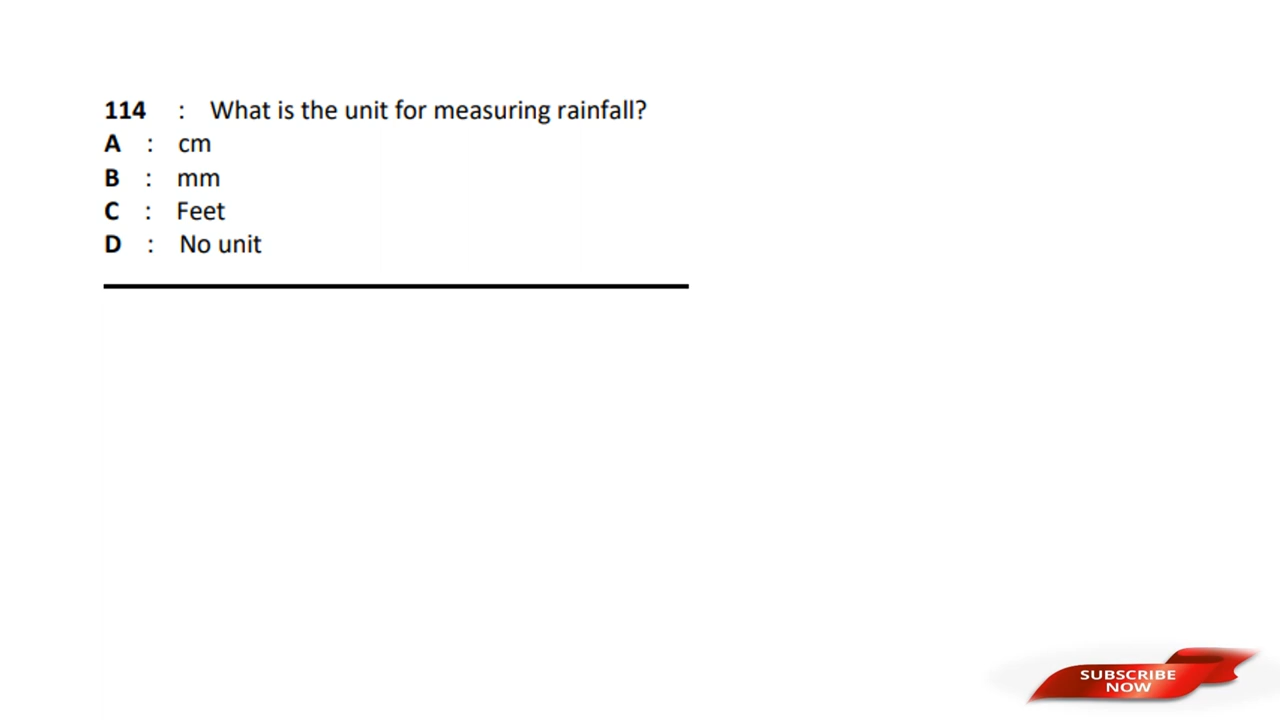 114 : What is the unit for measuring rainfall?
A : cm
B : mm
C : Feet
D : No unit
SUBSCRIBE
NOW